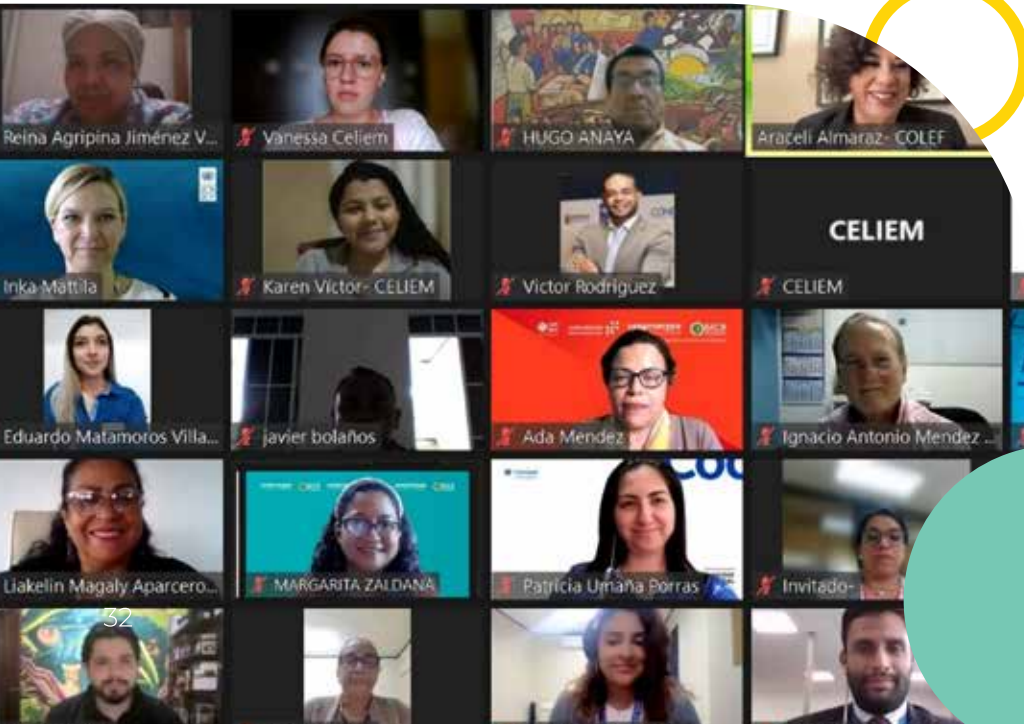 Reina Agripina Jiménez V...
Vanessa Celiem
HUGO ANAYA
Araceli Almaraz- COLEF
Inka Mattila
Karen Víctor- CELIEM
Victor Rodriguez
CELIEM
CELIEM
Eduardo Matamoros Villa...
javier bolaños
Ada Mendez
Ignacio Antonio Mendez ...
Liakelin Magaly Aparcero...
MARGARITA ZALDANA
Patricia Umaña Porras
Invitado-
32